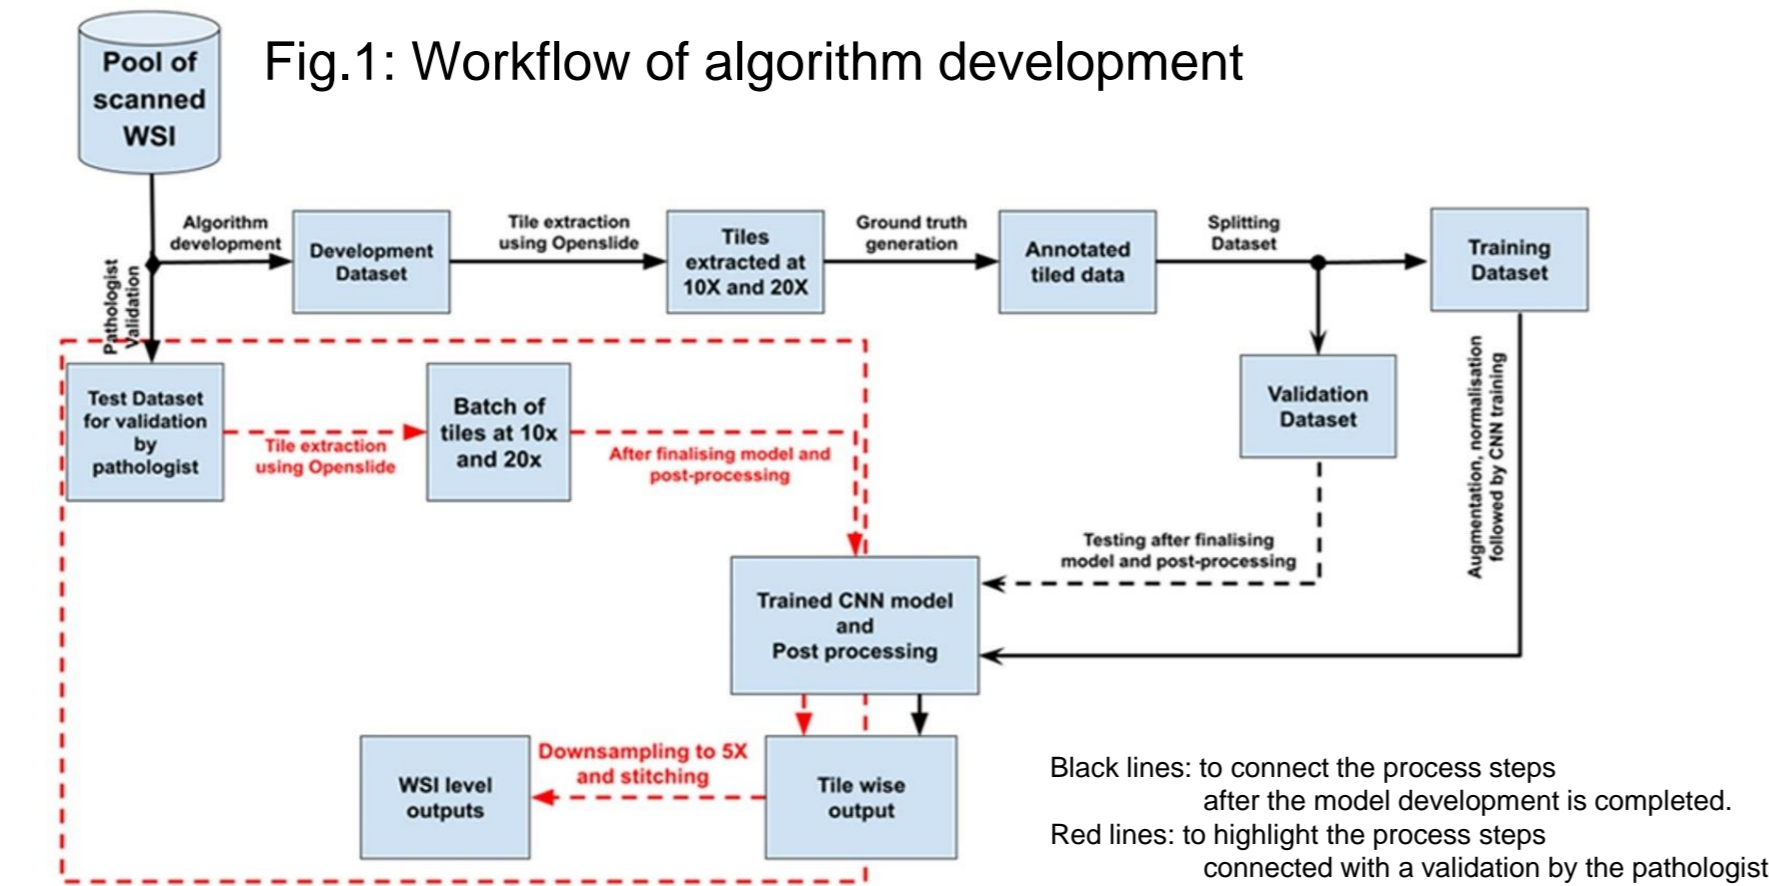 Pool of
scanned
WSI
Fig.1: Workflow of algorithm development
Algorithm
development
Development
Dataset
Tile extraction
using Openslide
Tiles
extracted at
10X and 20X
Ground truth
generation
Annotated
tiled data
Splitting
Dataset
Training
Dataset
Pathologist
Validation
Test Dataset
for validation
by
pathologist
Tile extraction
using Openslide
Batch of
tiles at 10x
and 20x
After finalising model and
post-processing
Validation
Dataset
Augmentation, normalisation
followed by CNN training
Testing after finalising
model and post-processing
Trained CNN model
and
Post processing
WSI level
outputs
Downsampling to 5X
and stitching
Tile wise
output
Black lines: to connect the process steps
after the model development is completed.
Red lines: to highlight the process steps
connected with a validation by the pathologist